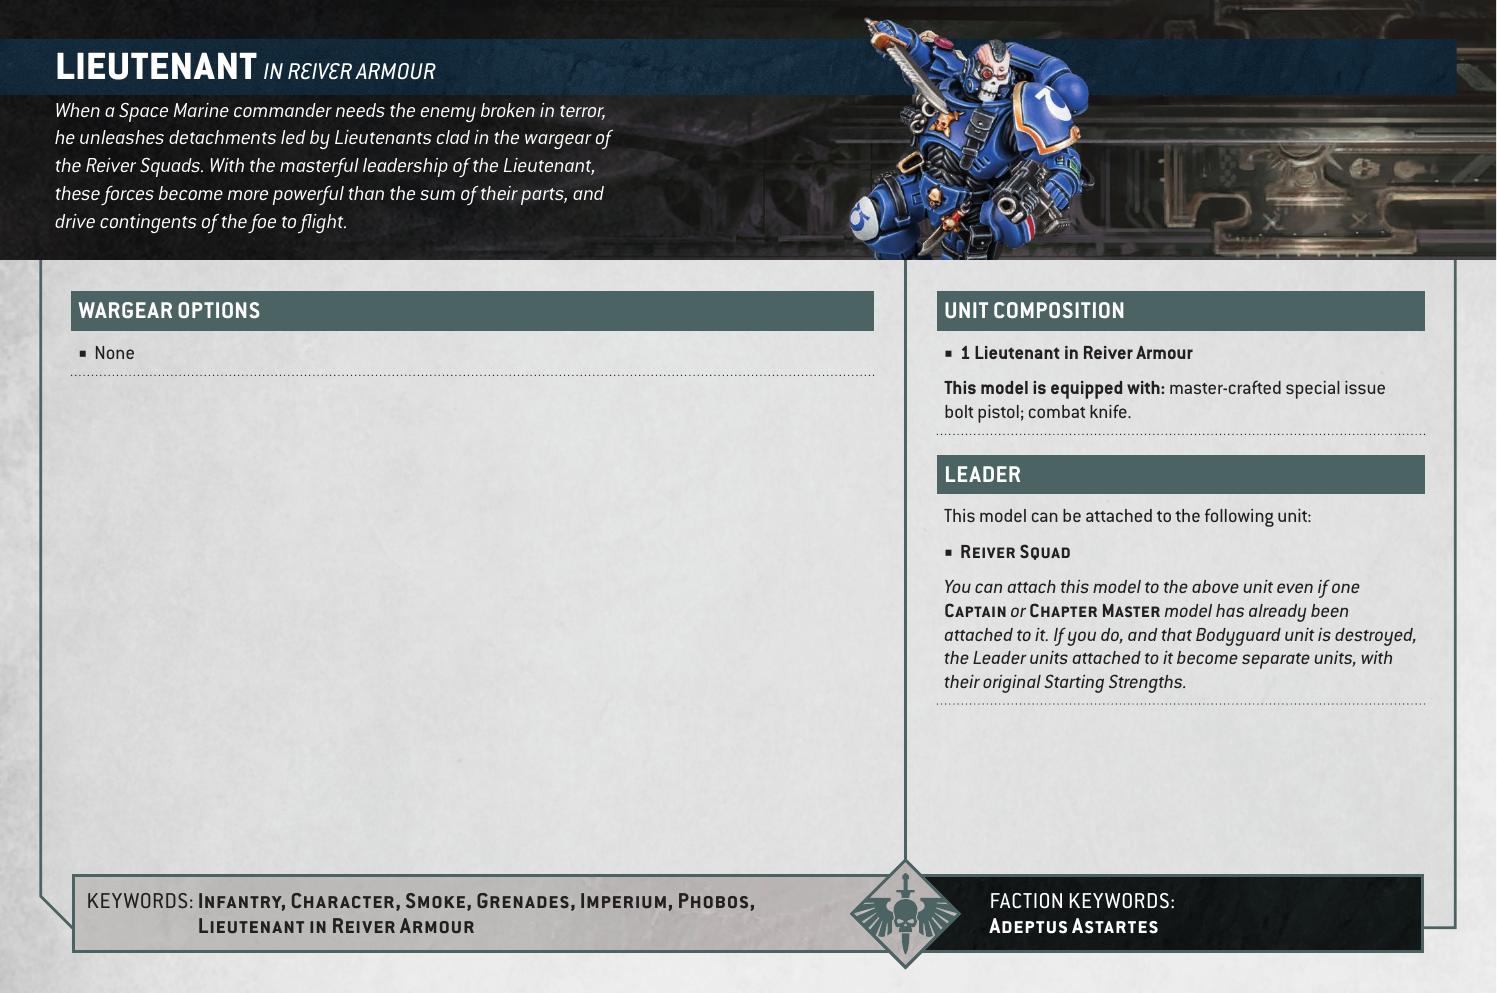 LIEUTENANT IN REIVER ARMOUR
When a Space Marine commander needs the enemy broken in terror,
he unleashes detachments led by Lieutenants clad in the wargear of
the Reiver Squads. With the masterful leadership of the Lieutenant,
these forces become more powerful than the sum of their parts, and
drive contingents of the foe to flight.
WARGEAR OPTIONS
■ None
UNIT COMPOSITION
■ 1 Lieutenant in Reiver Armour
This model is equipped with: master-crafted special issue
bolt pistol; combat knife.
LEADER
This model can be attached to the following unit:
■ Reiver Squad
You can attach this model to the above unit even if one
Captain or Chapter Master model has already been
attached to it. If you do, and that Bodyguard unit is destroyed,
the Leader units attached to it become separate units, with
their original Starting Strengths.
KEYWORDS: Infantry, Character, Smoke, Grenades, Imperium, Phobos,
Lieutenant in Reiver Armour
FACTION KEYWORDS:
Adeptus Astartes